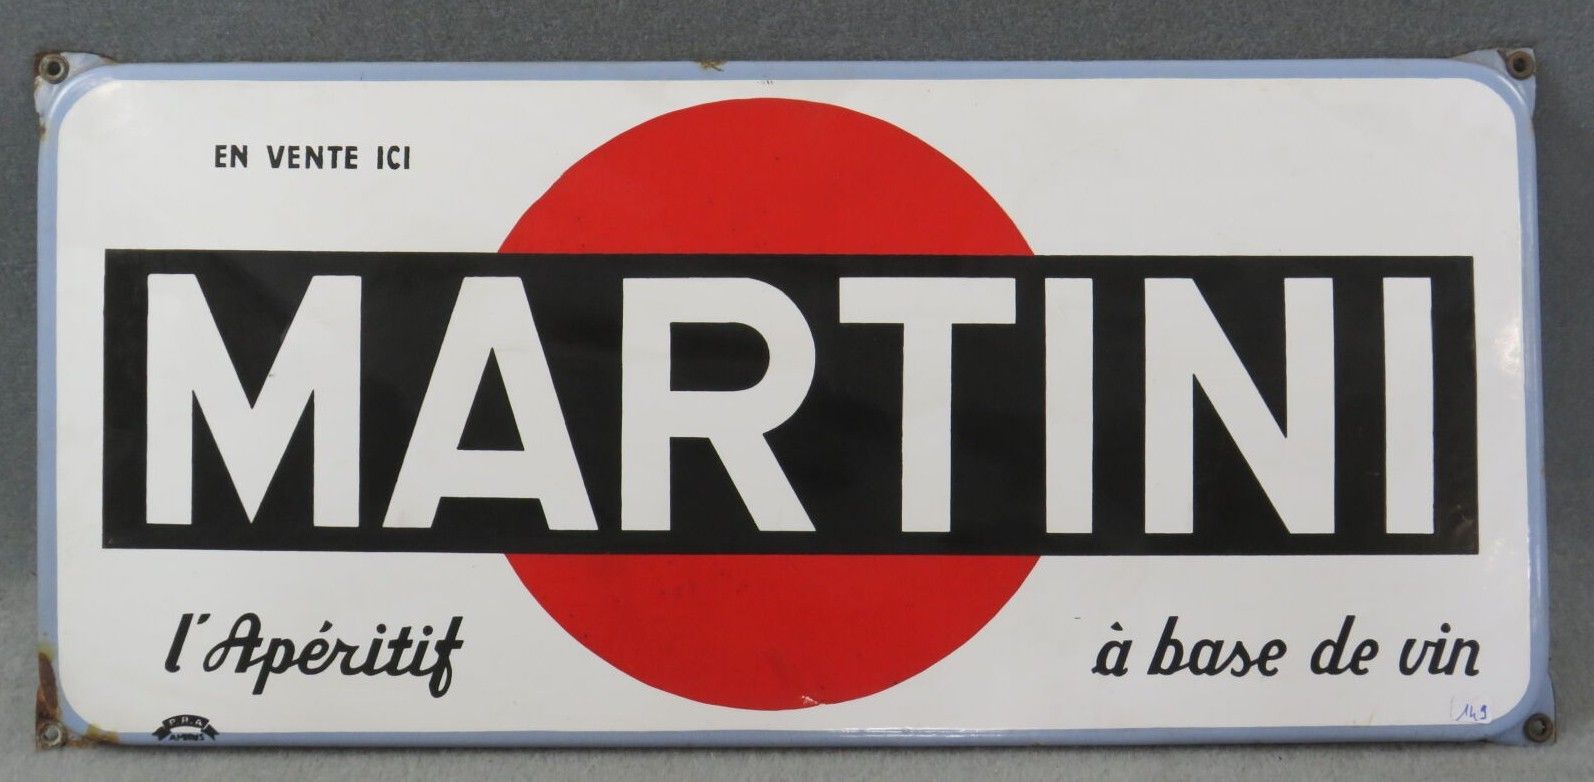 EN VENTE ICI
MARTINI
l'Apéritif à base de vin
149
P.R.A